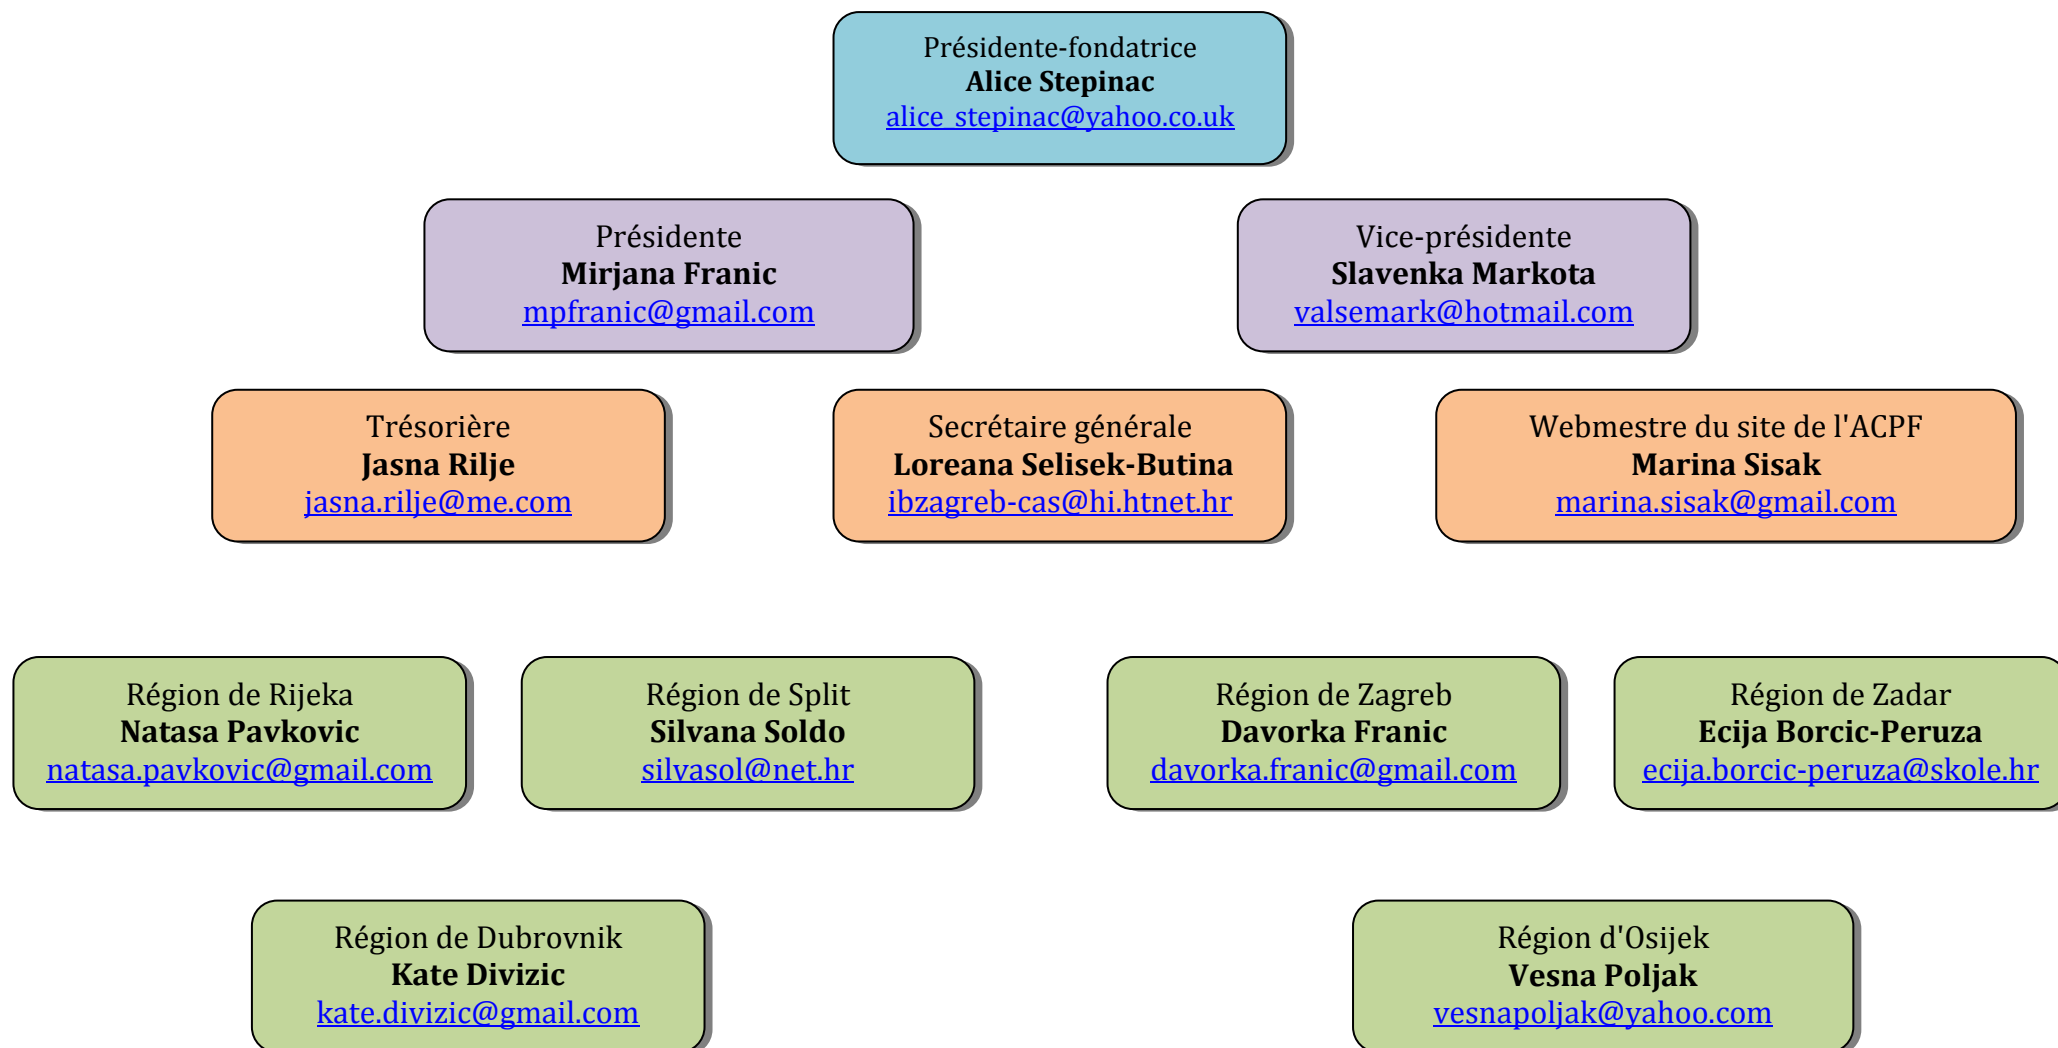 Présidente-fondatrice
Alice Stepinac
alice_stepinac@yahoo.co.uk
Présidente
Mirjana Franic
mpfranic@gmail.com
Vice-présidente
Slavenka Markota
valsemark@hotmail.com
Trésorière
Jasna Rilje
jasna.rilje@me.com
Secrétaire générale
Loreana Selisek-Butina
ibzagreb-cas@hi.htnet.hr
Webmestre du site de l'ACPF
Marina Sisak
marina.sisak@gmail.com
Région de Rijeka
Natasa Pavkovic
natasa.pavkovic@gmail.com
Région de Split
Silvana Soldo
silvasol@net.hr
Région de Zagreb
Davorka Franic
davorka.franic@gmail.com
Région de Zadar
Ecija Borcic-Peruza
ecija.borcic-peruza@skole.hr
Région de Dubrovnik
Kate Divizic
kate.divizic@gmail.com
Région d'Osijek
Vesna Poljak
vesnapoljak@yahoo.com